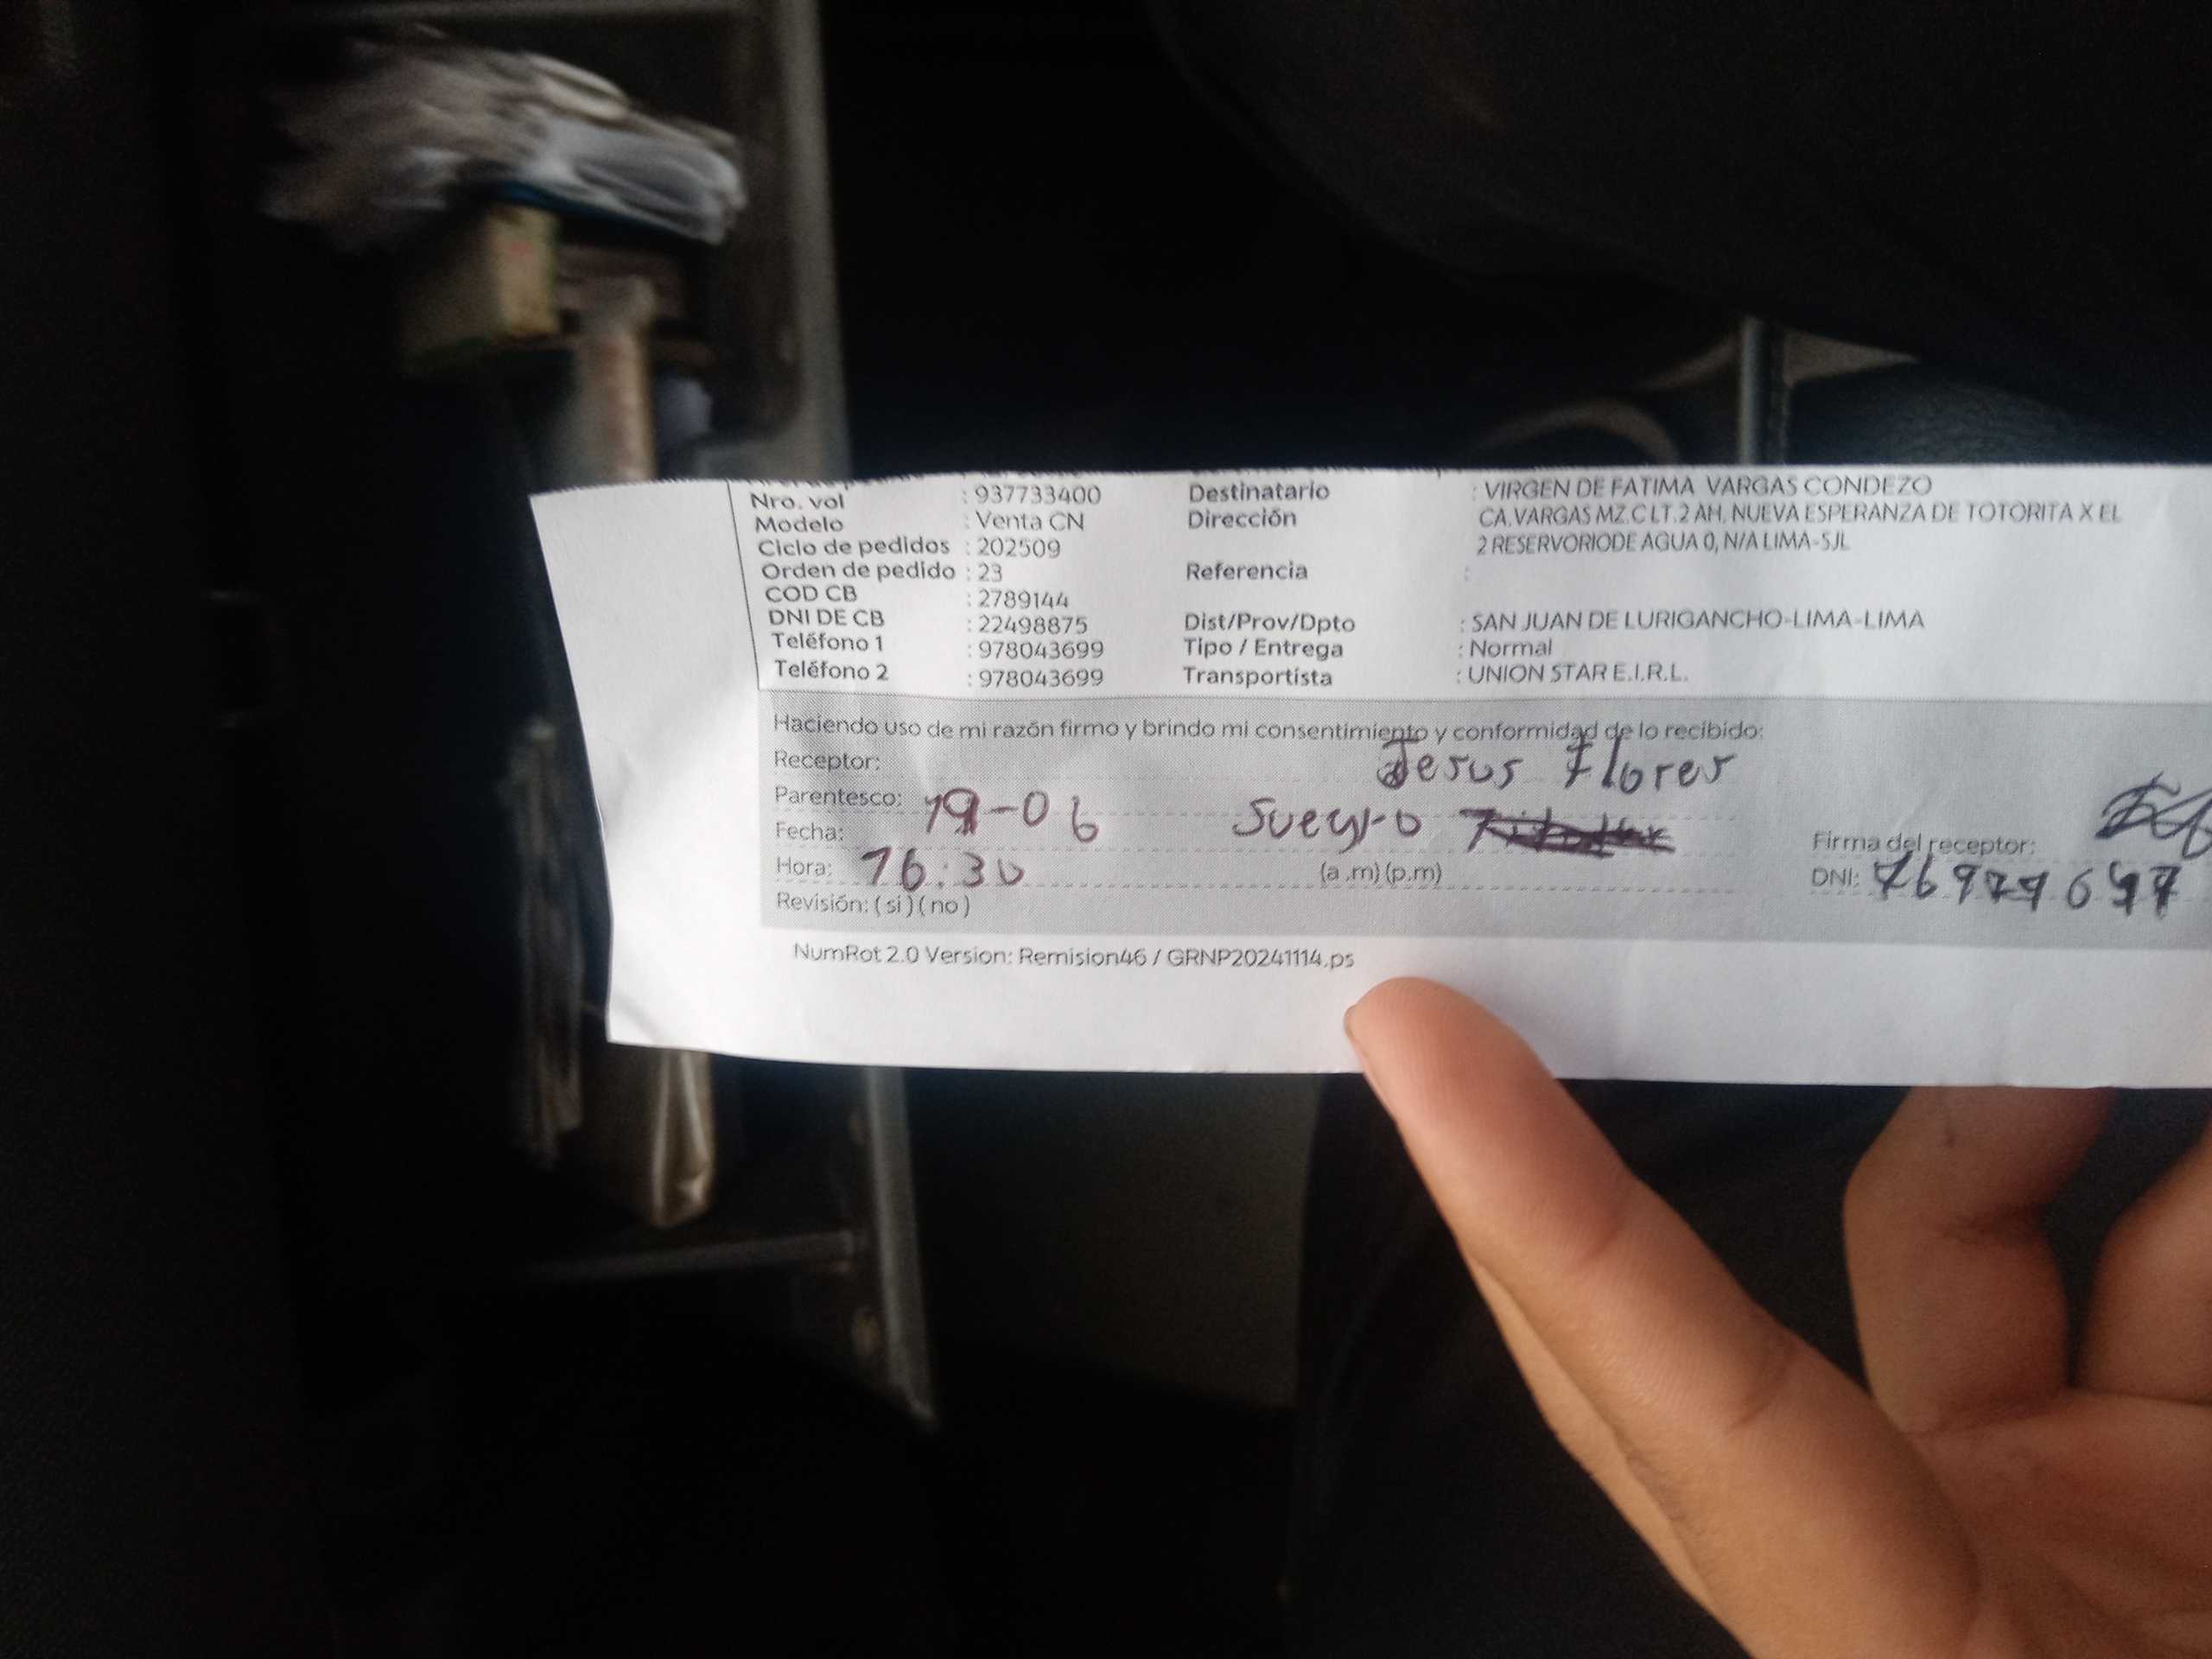 Nro. vol : 937733400 Destinatario : VIRGEN DE FATIMA VARGAS CONDEZO
Modelo : Venta CN Dirección CA.VARGAS MZ.C LT.2 AH. NUEVA ESPERANZA DE TOTORITA X EL
Ciclo de pedidos : 202509 2 RESERVORIODE AGUA 0, N/A LIMA-SJL
Orden de pedido : 23 Referencia :
COD CB : 2789144
DNI DE CB : 22498875 Dist/Prov/Dpto : SAN JUAN DE LURIGANCHO-LIMA-LIMA
Teléfono 1 : 978043699 Tipo / Entrega : Normal
Teléfono 2 : 978043699 Transportista : UNION STAR E.I.R.L.
Haciendo uso de mi razón firmo y brindo mi consentimiento y conformidad de lo recibido:
Receptor: Jesus Flores
Parentesco: Suegro
Fecha: 19-06 Firma del receptor:
Hora: 16:30 (a.m)(p.m) DNI:
Revisión: ( si ) ( no )
NumRot 2.0 Version: Remision46 / GRNP20241114.ps